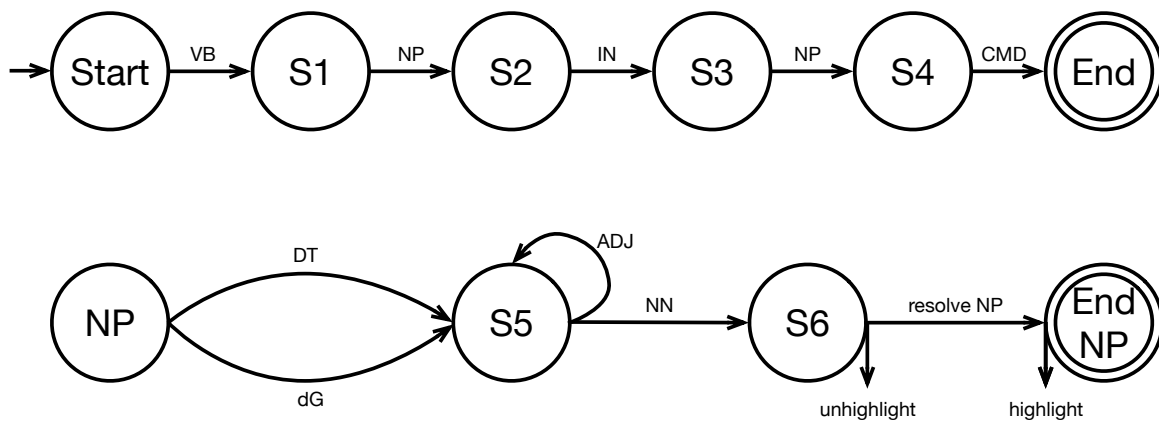 VB NP IN NP CMD
Start S1 S2 S3 S4 End
DT ADJ
NP S5 NN S6 resolve NP End NP
dG unhighlight highlight